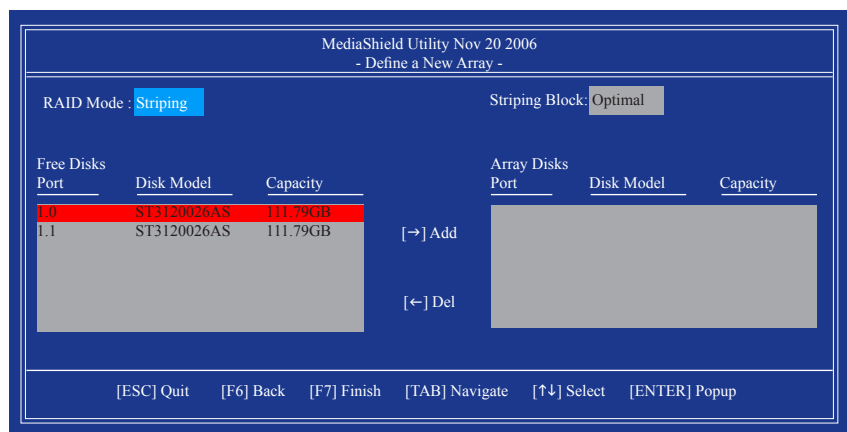 MediaShield Utility Nov 20 2006
- Define a New Array -
RAID Mode : Striping    Striping Block: Optimal
Free Disks    Array Disks
Port    Disk Model    Capacity    Port    Disk Model    Capacity
1.0    ST3120026AS    111.79GB
1.1    ST3120026AS    111.79GB
[→] Add
[←] Del
[ESC] Quit    [F6] Back    [F7] Finish    [TAB] Navigate    [↑↓] Select    [ENTER] Popup